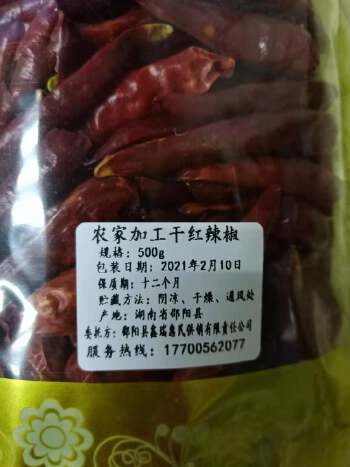 农家加工干红辣椒
规格：500g
包装日期：2021年2月10日
保质期：十二个月
贮藏方法：阴凉、干燥、通风处
产地：湖南省邵阳县
委托方：邵阳县鑫瑞惠民供销有限责任公司
服务热线：17700562077